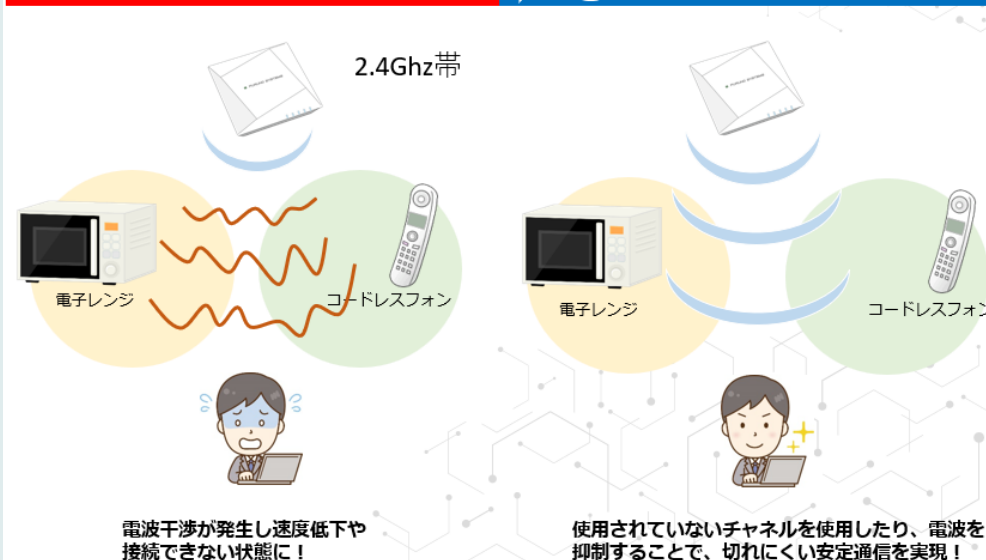 2.4Ghz帯
電子レンジ
コードレスフォン
電子レンジ
コードレスフォン
電波干渉が発生し速度低下や
接続できない状態に！
使用されていないチャネルを使用したり、電波を
抑制することで、切れにくい安定通信を実現！